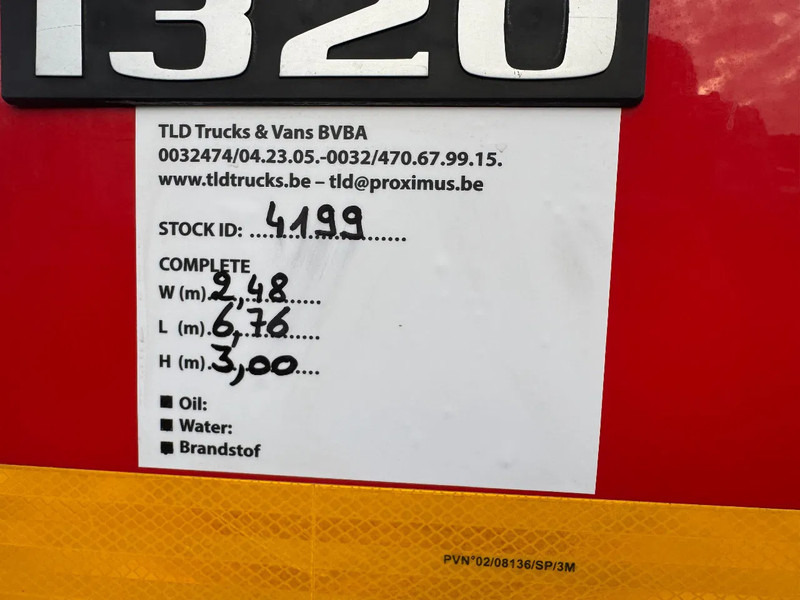 1320
TLD Trucks & Vans BVBA
0032474/04.23.05.-0032/470.67.99.15.
www.tldtrucks.be – tld@proximus.be
STOCK ID: 4199
COMPLETE
W (m) 2,48
L (m) 6,76
H (m) 3,00
■ Oil:
■ Water:
■ Brandstof
PVN°02/08136/SP/3M